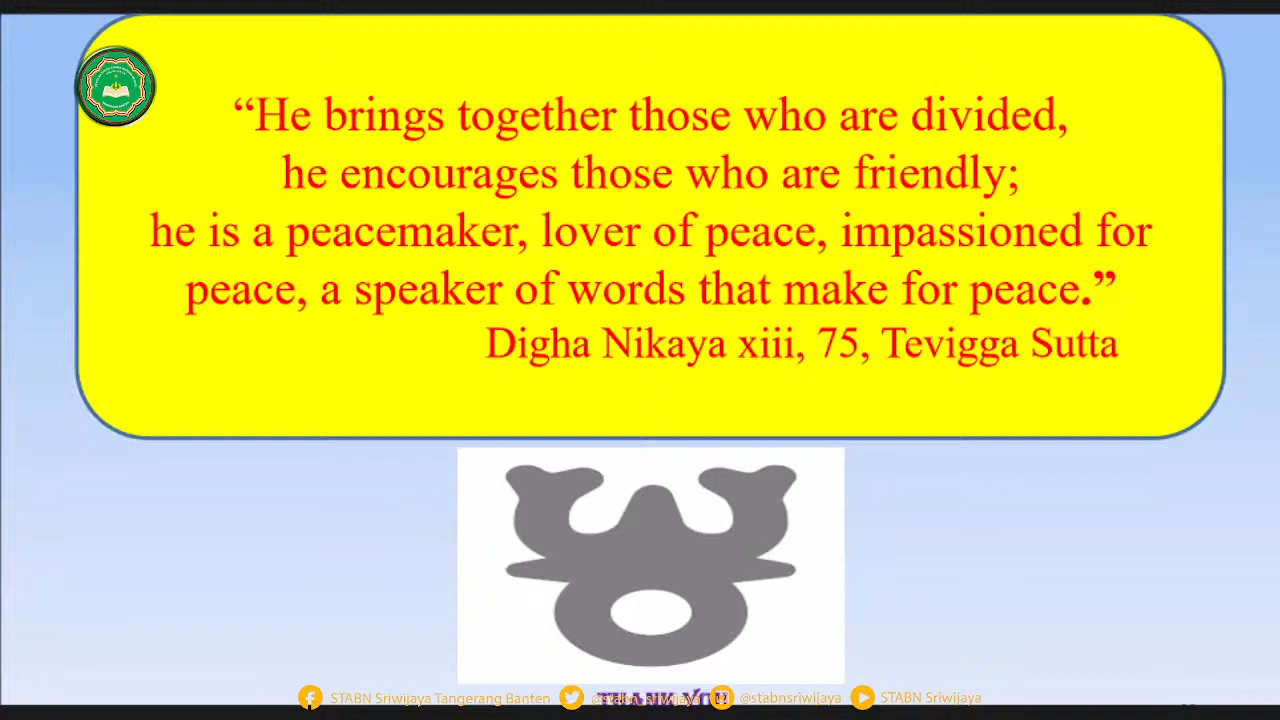 “He brings together those who are divided,
he encourages those who are friendly;
he is a peacemaker, lover of peace, impassioned for
peace, a speaker of words that make for peace.”
Digha Nikaya xiii, 75, Tevigga Sutta
THANK YOU
STABN Sriwijaya Tangerang Banten
@stabnsriwijaya
STABN Sriwijaya